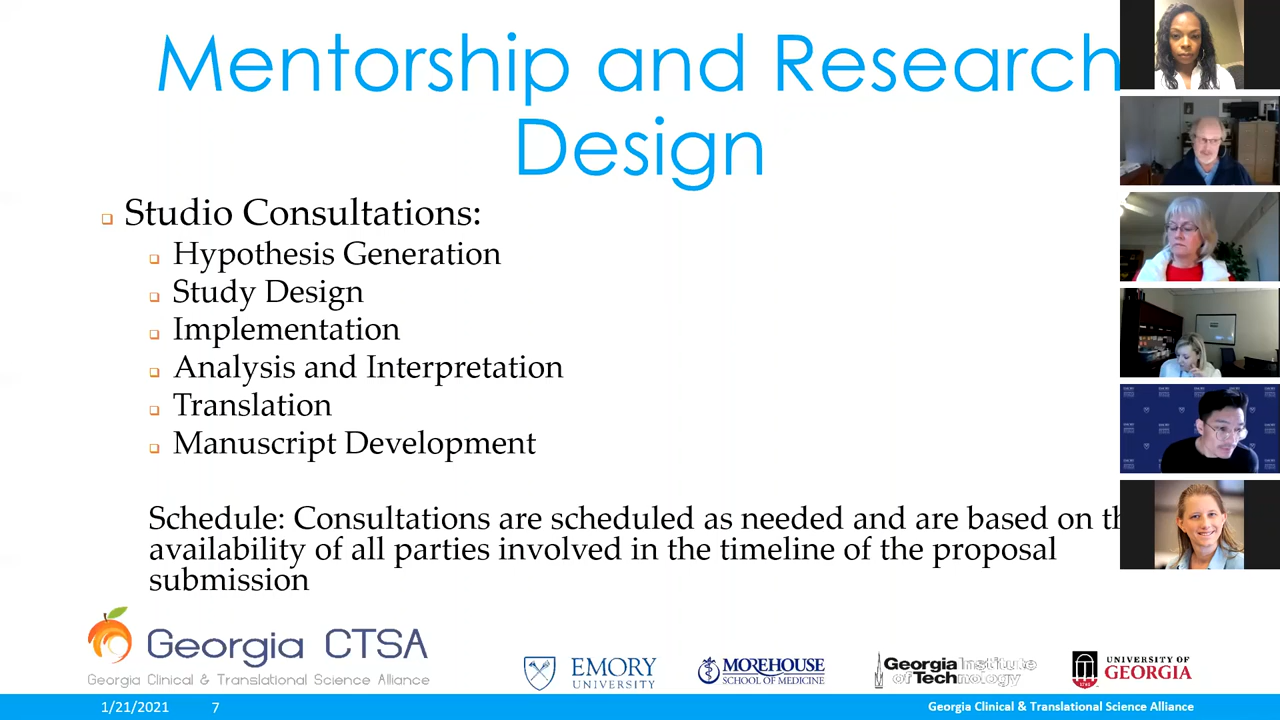 Mentorship and Research
Design
Studio Consultations:
Hypothesis Generation
Study Design
Implementation
Analysis and Interpretation
Translation
Manuscript Development
Schedule: Consultations are scheduled as needed and are based on th
availability of all parties involved in the timeline of the proposal
submission
Georgia CTSA
Georgia Clinical & Translational Science Alliance
EMORY
UNIVERSITY
MOREHOUSE
SCHOOL OF MEDICINE
Georgia Institute
of Technology
UNIVERSITY OF
GEORGIA
1/21/2021 7 Georgia Clinical & Translational Science Alliance